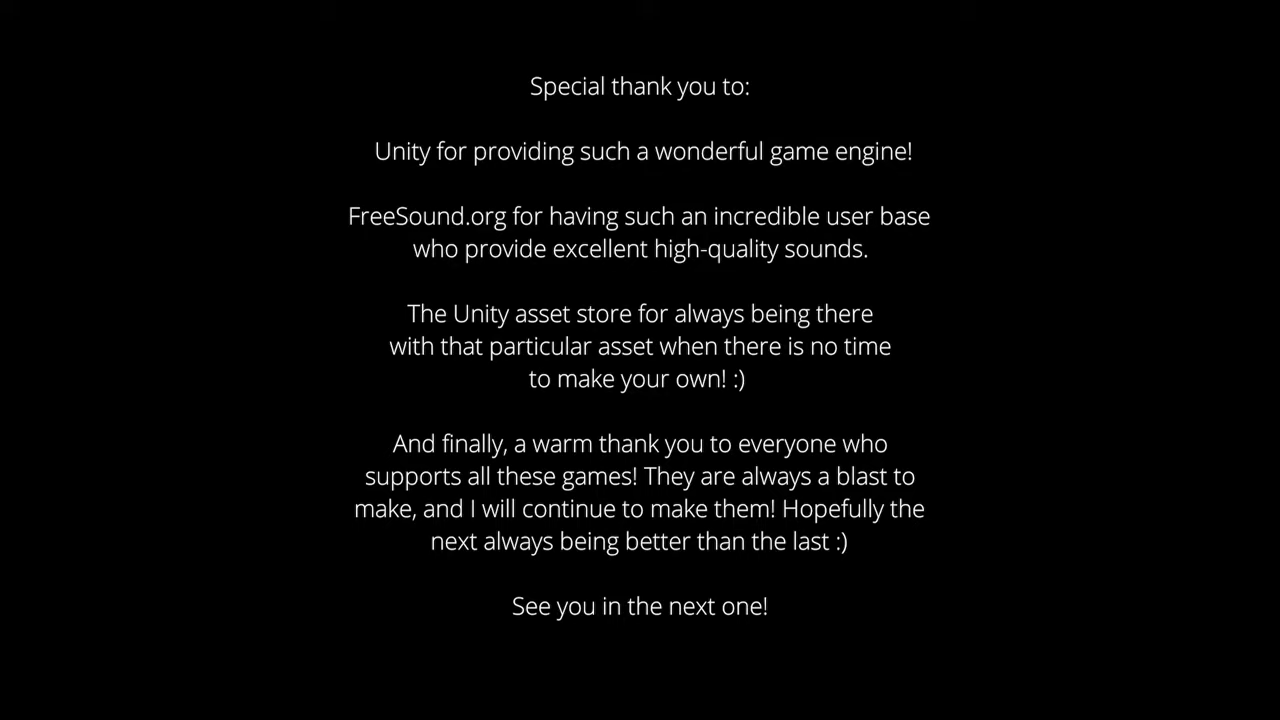 Special thank you to:
Unity for providing such a wonderful game engine!
FreeSound.org for having such an incredible user base
who provide excellent high-quality sounds.
The Unity asset store for always being there
with that particular asset when there is no time
to make your own! :)
And finally, a warm thank you to everyone who
supports all these games! They are always a blast to
make, and I will continue to make them! Hopefully the
next always being better than the last :)
See you in the next one!